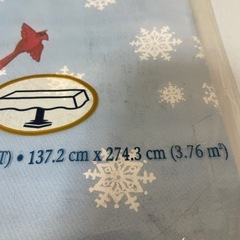 T) • 137.2 cm x 274.3 cm (3.76 m²)